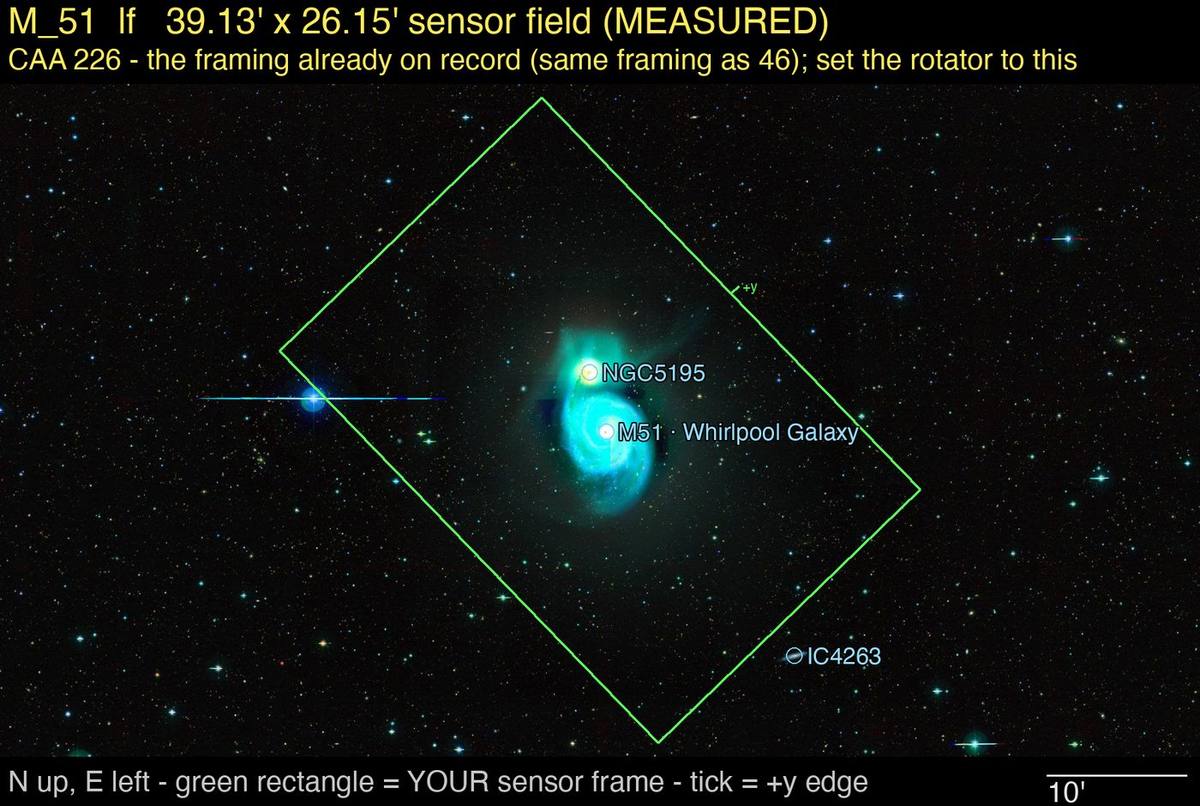 M_51 lf 39.13' x 26.15' sensor field (MEASURED)
CAA 226 - the framing already on record (same framing as 46); set the rotator to this
+y
NGC5195
M51 · Whirlpool Galaxy
IC4263
N up, E left - green rectangle = YOUR sensor frame - tick = +y edge
10'